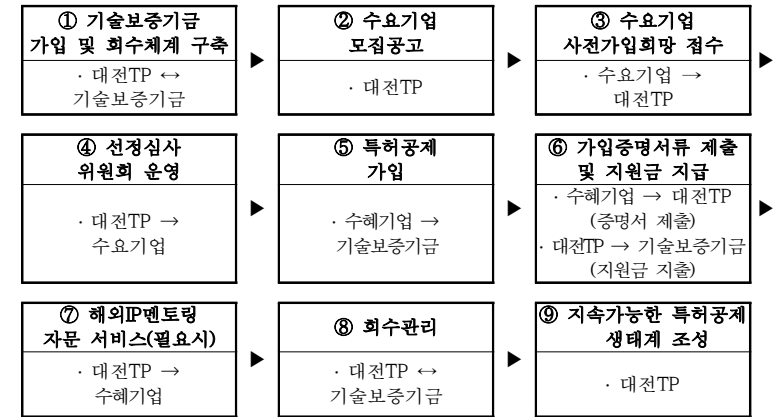 ① 기술보증기금
가입 및 회수체계 구축
· 대전TP ↔
기술보증기금
▶
② 수요기업
모집공고
· 대전TP
▶
③ 수요기업
사전가입희망 접수
· 수요기업 →
대전TP
▶
④ 선정심사
위원회 운영
· 대전TP →
수요기업
▶
⑤ 특허공제
가입
· 수혜기업 →
기술보증기금
▶
⑥ 가입증명서류 제출
및 지원금 지급
· 수혜기업 → 대전TP
(증명서 제출)
· 대전TP → 기술보증기금
(지원금 지출)
▶
⑦ 해외IP멘토링
자문 서비스(필요시)
· 대전TP →
수혜기업
▶
⑧ 회수관리
· 대전TP ↔
기술보증기금
▶
⑨ 지속가능한 특허공제
생태계 조성
· 대전TP